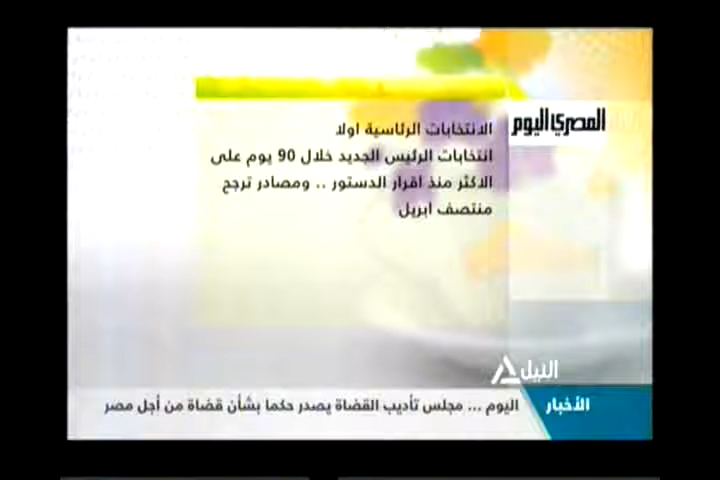 المصري اليوم
الانتخابات الرئاسية اولا
انتخابات الرئيس الجديد خلال 90 يوم على
الاكثر منذ اقرار الدستور .. ومصادر ترجح
منتصف ابريل
النيل
الأخبار
اليوم ... مجلس تأديب القضاة يصدر حكما بشأن قضاة من أجل مصر